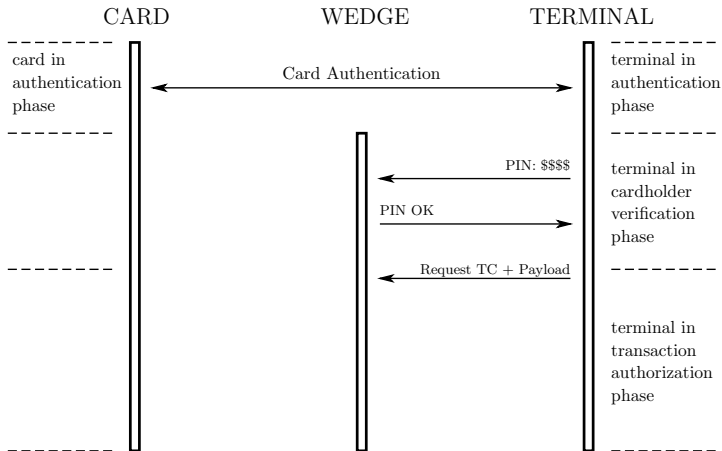 CARD
WEDGE
TERMINAL
card in
authentication
phase
Card Authentication
terminal in
authentication
phase
PIN: $$$$
PIN OK
terminal in
cardholder
verification
phase
Request TC + Payload
terminal in
transaction
authorization
phase